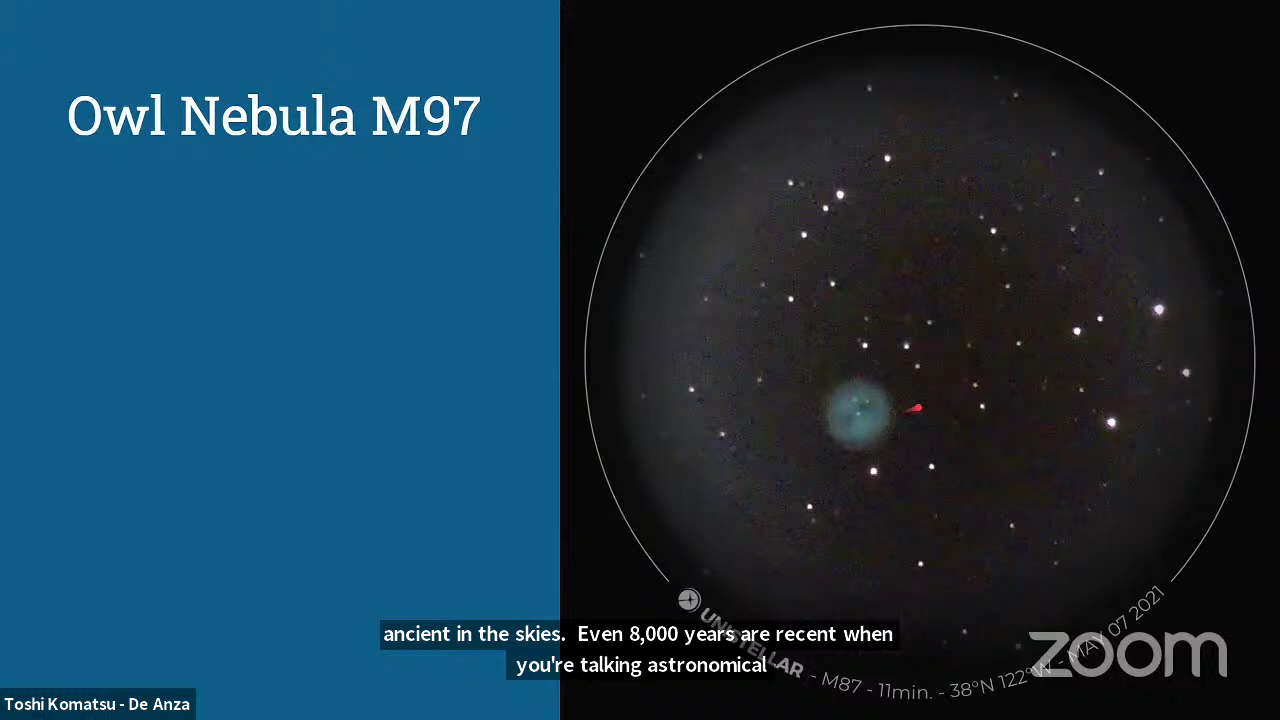 Owl Nebula M97
ancient in the skies.  Even 8,000 years are recent when
you're talking astronomical
UNISTELLAR - M87 - 11min. - 38°N 122°W - MAY 07 2021
zoom
Toshi Komatsu - De Anza